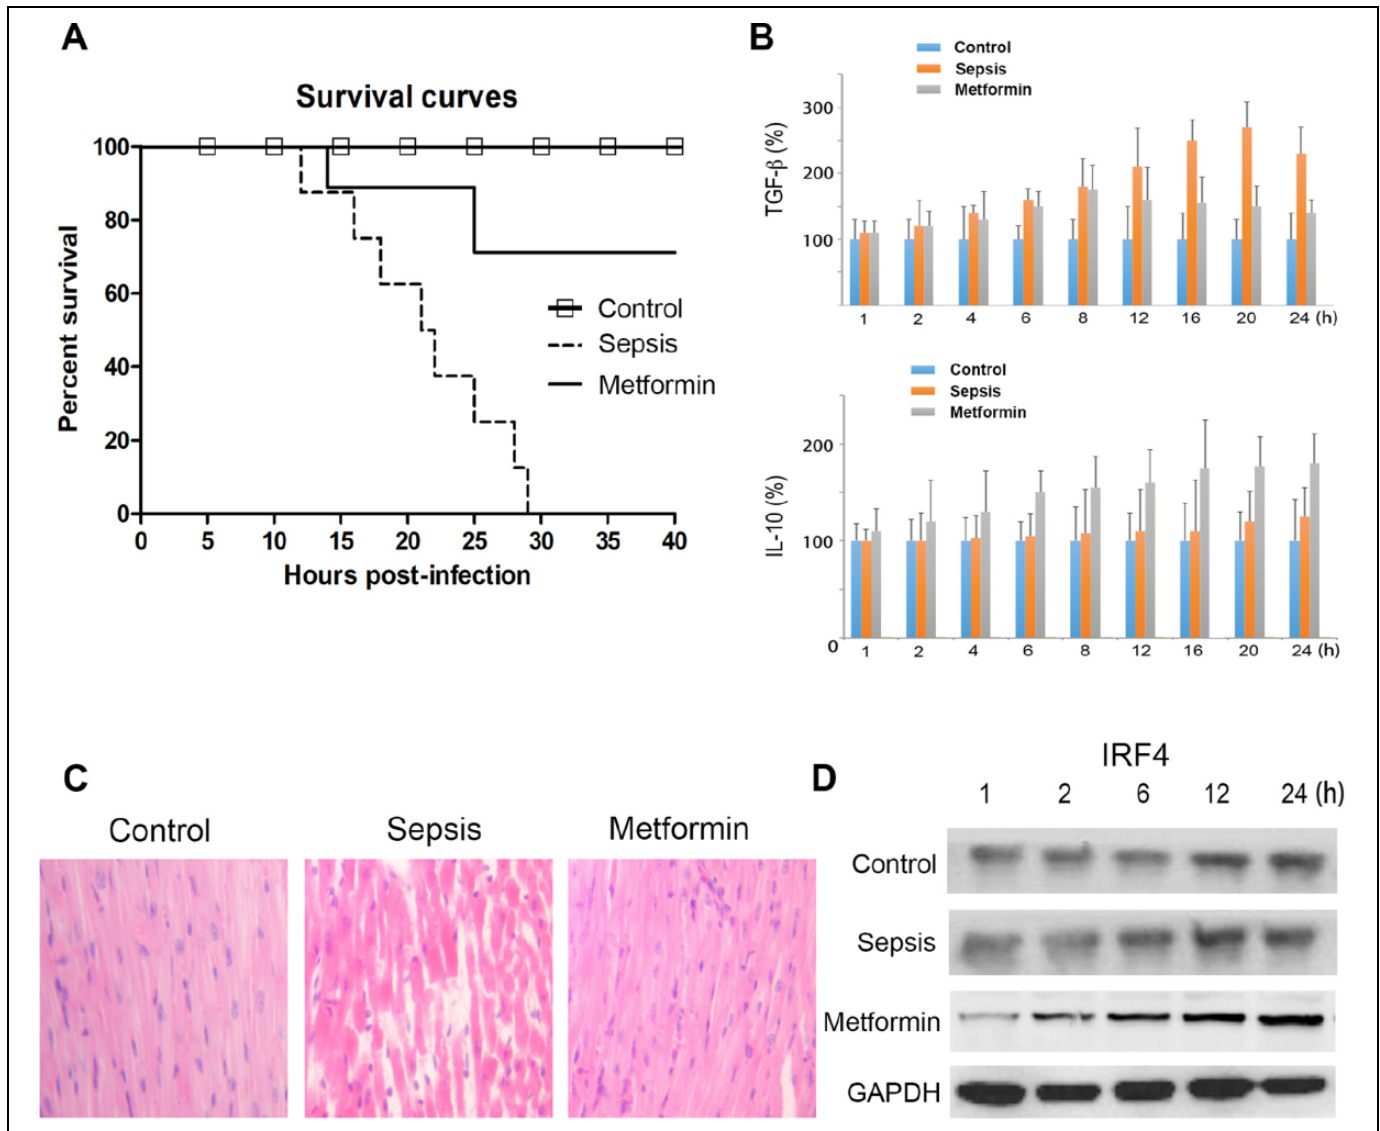 A
Survival curves
Percent survival
100
80
60
40
20
0
0 5 10 15 20 25 30 35 40
Hours post-infection
Control
Sepsis
Metformin
B
Control
Sepsis
Metformin
TGF-β (%)
300
200
100
1 2 4 6 8 12 16 20 24 (h)
Control
Sepsis
Metformin
IL-10 (%)
200
100
0
1 2 4 6 8 12 16 20 24 (h)
C
Control Sepsis Metformin
D
IRF4
1 2 6 12 24 (h)
Control
Sepsis
Metformin
GAPDH